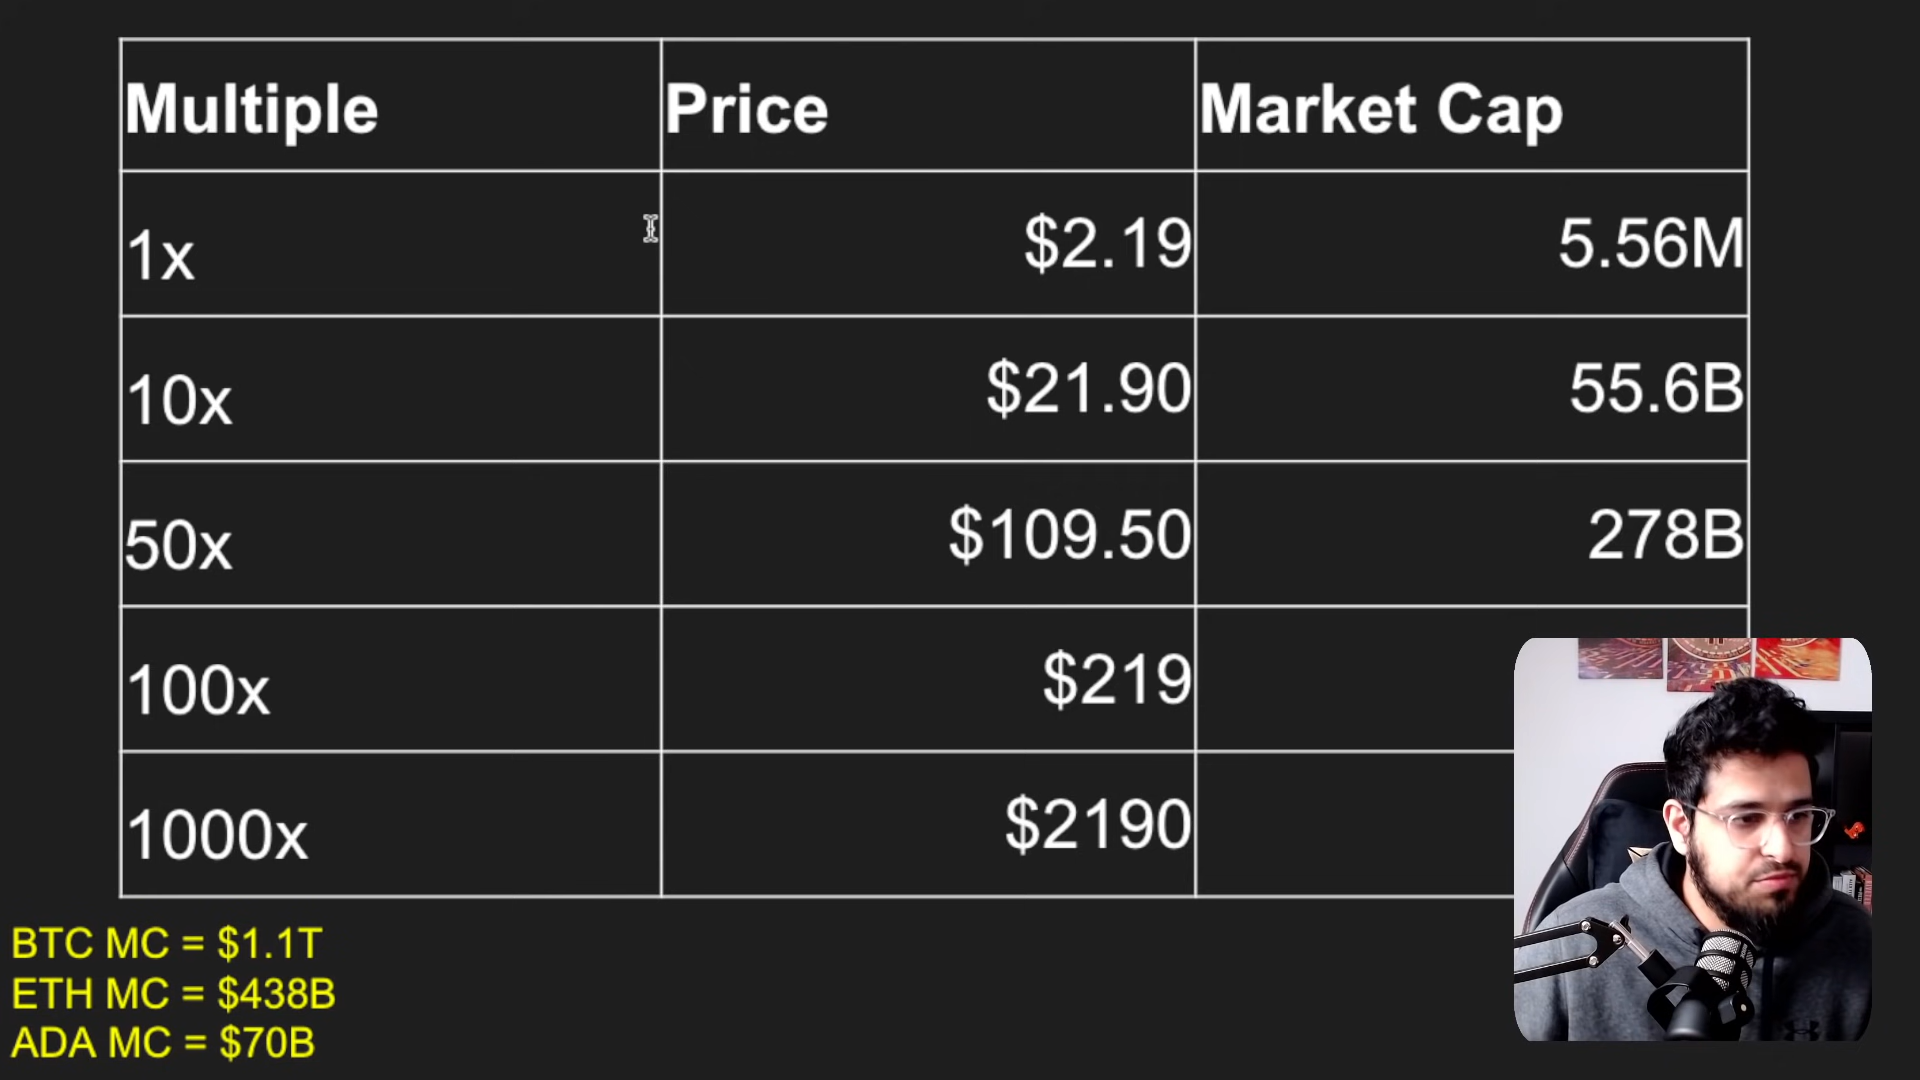 Multiple Price Market Cap
1x $2.19 5.56M
10x $21.90 55.6B
50x $109.50 278B
100x $219
1000x $2190
BTC MC = $1.1T
ETH MC = $438B
ADA MC = $70B